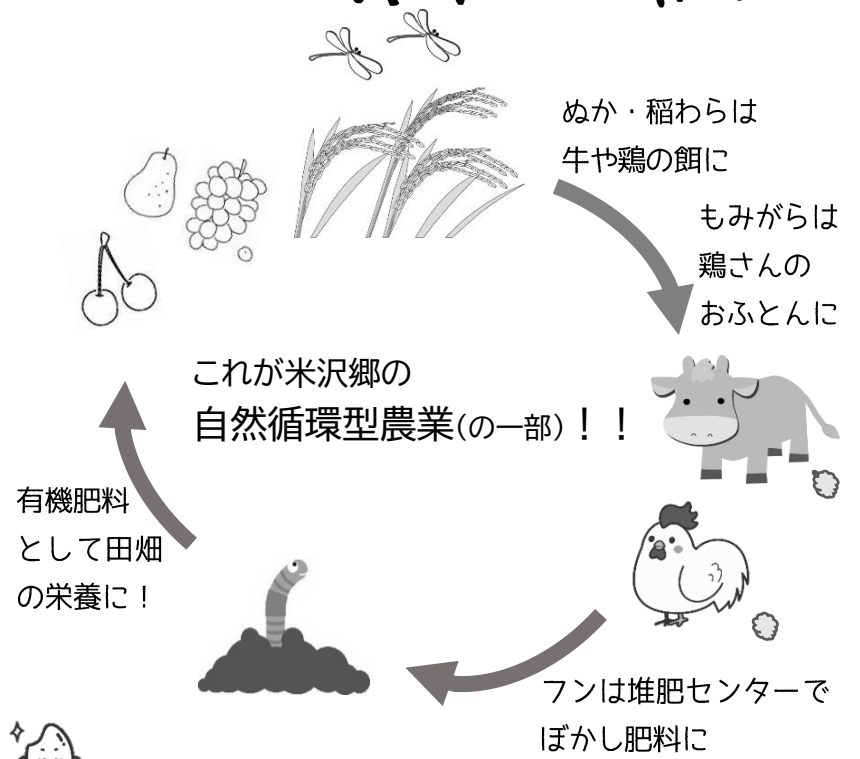 ぬか・稲わらは
牛や鶏の餌に
もみがらは
鶏さんの
おふとんに
これが米沢郷の
自然循環型農業(の一部)！！
有機肥料
として田畑
の栄養に！
フンは堆肥センターで
ぼかし肥料に